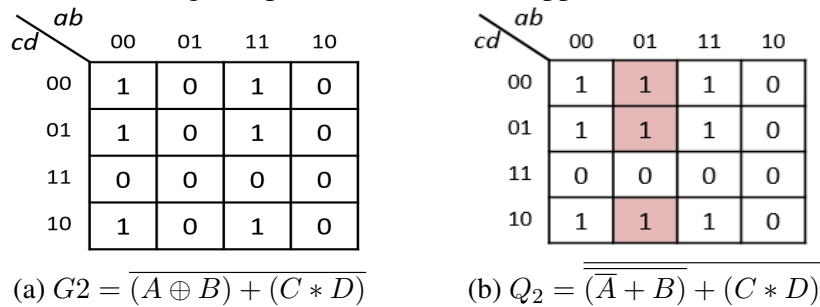 ab ab
cd 00 01 11 10 cd 00 01 11 10
00 1 0 1 0 00 1 1 1 0
01 1 0 1 0 01 1 1 1 0
11 0 0 0 0 11 0 0 0 0
10 1 0 1 0 10 1 1 1 0
(a) $G2 = \overline{(A \oplus B) + (C * D)}$ (b) $Q_2 = \overline{\overline{(\overline{A} + B)} + (C * D)}$